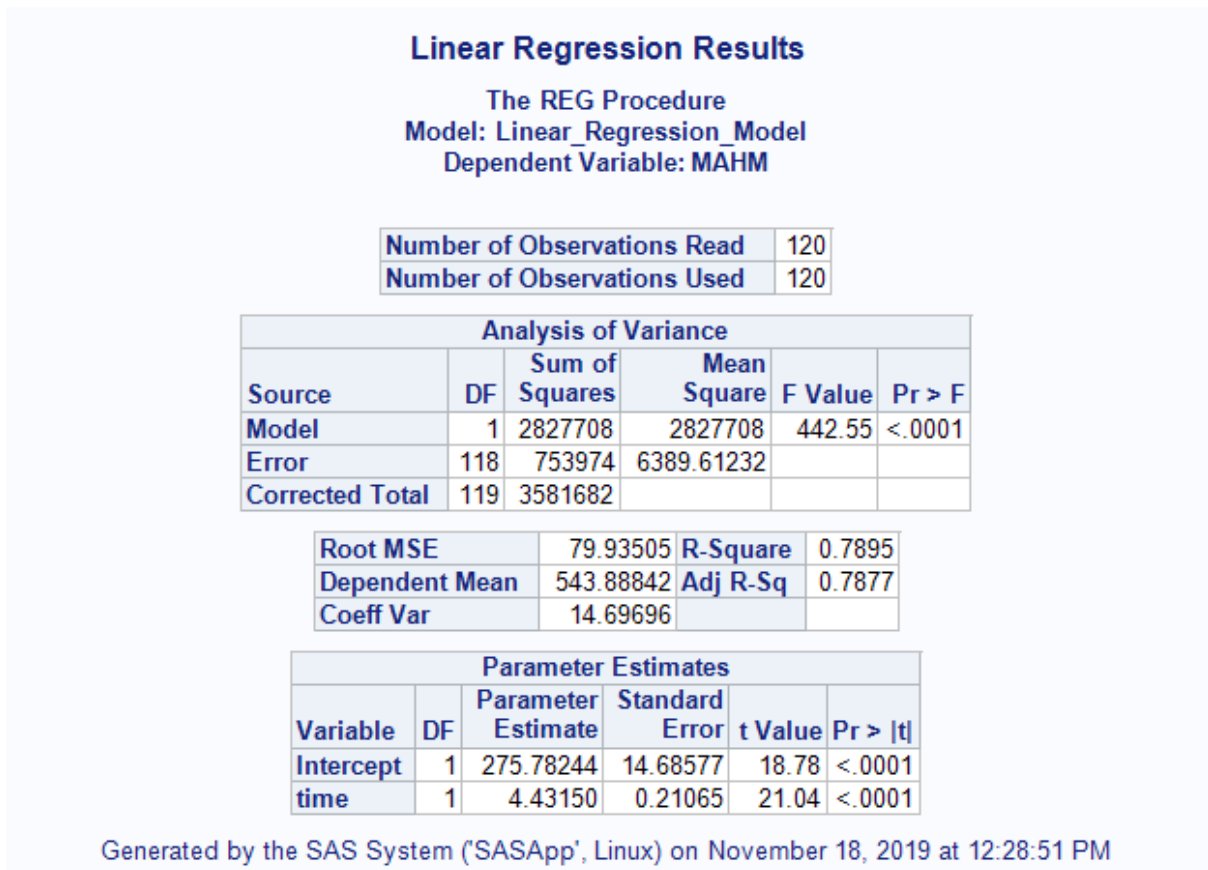 Linear Regression Results
The REG Procedure
Model: Linear_Regression_Model
Dependent Variable: MAHM
Number of Observations Read 120
Number of Observations Used 120
Analysis of Variance
Source DF Sum of Squares Mean Square F Value Pr > F
Model 1 2827708 2827708 442.55 <.0001
Error 118 753974 6389.61232
Corrected Total 119 3581682
Root MSE 79.93505 R-Square 0.7895
Dependent Mean 543.88842 Adj R-Sq 0.7877
Coeff Var 14.69696
Parameter Estimates
Variable DF Parameter Estimate Standard Error t Value Pr > |t|
Intercept 1 275.78244 14.68577 18.78 <.0001
time 1 4.43150 0.21065 21.04 <.0001
Generated by the SAS System ('SASApp', Linux) on November 18, 2019 at 12:28:51 PM